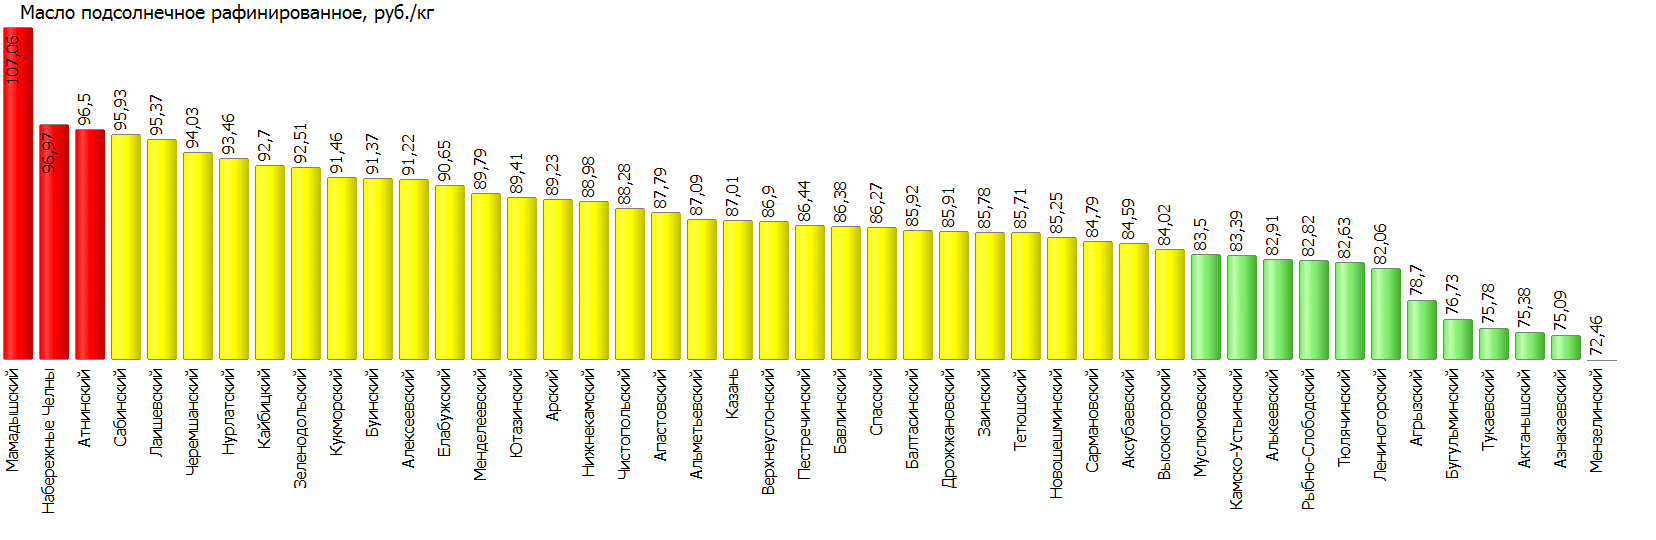 Масло подсолнечное рафинированное, руб./кг
107,06
96,97
96,5
95,93
95,37
94,03
93,46
92,7
92,51
91,46
91,37
91,22
90,65
89,79
89,41
89,23
88,98
88,28
87,79
87,09
87,01
86,9
86,44
86,38
86,27
85,92
85,91
85,78
85,71
85,25
84,79
84,59
84,02
83,5
83,39
82,91
82,82
82,63
82,06
78,7
76,73
75,78
75,38
75,09
72,46
Мамадышский
Набережные Челны
Атнинский
Сабинский
Лаишевский
Черемшанский
Нурлатский
Кайбицкий
Зеленодольский
Кукморский
Буинский
Алексеевский
Елабужский
Менделеевский
Ютазинский
Арский
Нижнекамский
Чистопольский
Апастовский
Альметьевский
Казань
Верхнеуслонский
Пестречинский
Бавлинский
Спасский
Балтасинский
Дрожжановский
Заинский
Тетюшский
Новошешминский
Сармановский
Аксубаевский
Высокогорский
Муслюмовский
Камско-Устьинский
Алькеевский
Рыбно-Слободский
Тюлячинский
Лениногорский
Агрызский
Бугульминский
Тукаевский
Актанышский
Азнакаевский
Мензелинский